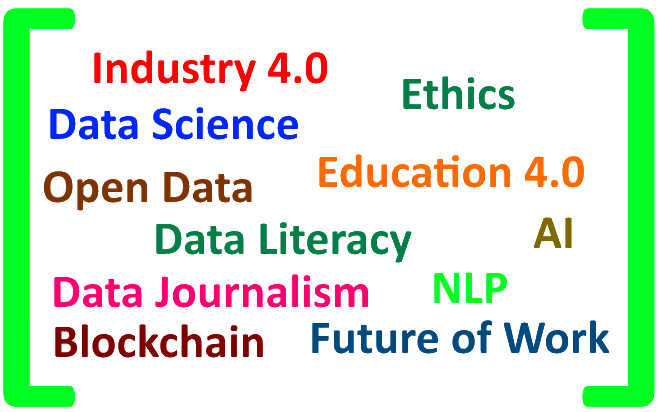 Industry 4.0
Ethics
Data Science
Education 4.0
Open Data
Data Literacy
AI
Data Journalism
NLP
Blockchain
Future of Work